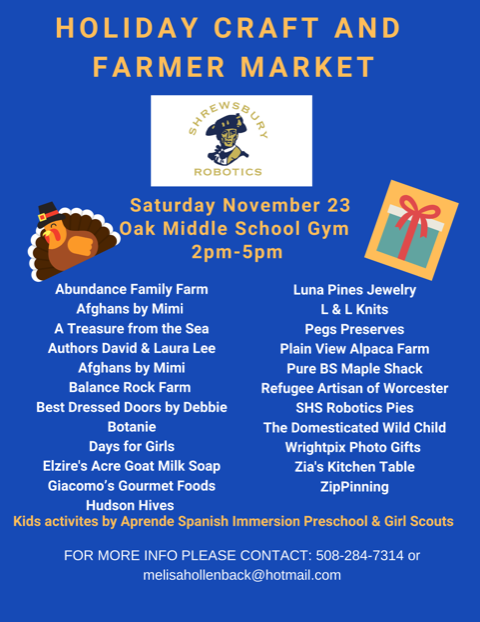 HOLIDAY CRAFT AND
FARMER MARKET
SHREWSBURY
ROBOTICS
Saturday November 23
Oak Middle School Gym
2pm-5pm
Abundance Family Farm
Afghans by Mimi
A Treasure from the Sea
Authors David & Laura Lee
Afghans by Mimi
Balance Rock Farm
Best Dressed Doors by Debbie
Botanie
Days for Girls
Elzire's Acre Goat Milk Soap
Giacomo's Gourmet Foods
Hudson Hives
Luna Pines Jewelry
L & L Knits
Pegs Preserves
Plain View Alpaca Farm
Pure BS Maple Shack
Refugee Artisan of Worcester
SHS Robotics Pies
The Domesticated Wild Child
Wrightpix Photo Gifts
Zia's Kitchen Table
ZipPinning
Kids activites by Aprende Spanish Immersion Preschool & Girl Scouts
FOR MORE INFO PLEASE CONTACT: 508-284-7314 or
melisahollenback@hotmail.com